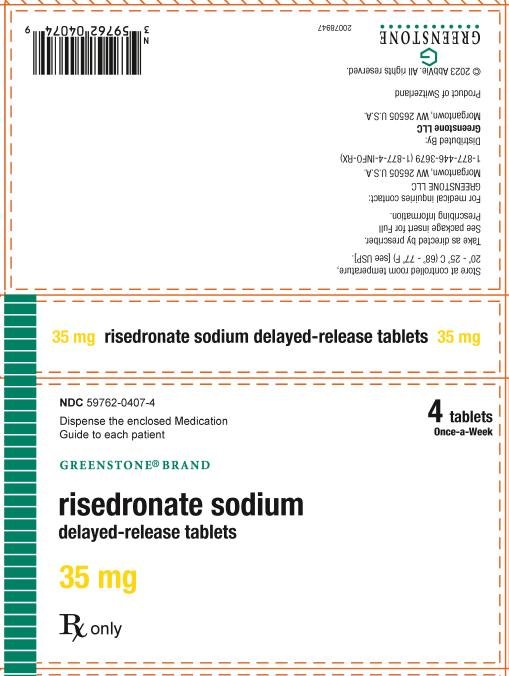 Store at controlled room temperature,
20° - 25° C (68° - 77° F) [see USP].
Take as directed by prescriber.
See package insert for Full
Prescribing Information.
For medical inquiries contact:
GREENSTONE LLC
Morgantown, WV 26505 U.S.A.
1-877-446-3679 (1-877-4-INFO-RX)
Distributed By:
Greenstone LLC
Morgantown, WV 26505 U.S.A.
Product of Switzerland
© 2023 AbbVie. All rights reserved.
G
GREENSTONE
20078947
N
3 59762 04074 9
35 mg risedronate sodium delayed-release tablets 35 mg
NDC 59762-0407-4
4 tablets
Once-a-Week
Dispense the enclosed Medication
Guide to each patient
GREENSTONE® BRAND
risedronate sodium
delayed-release tablets
35 mg
Rx only